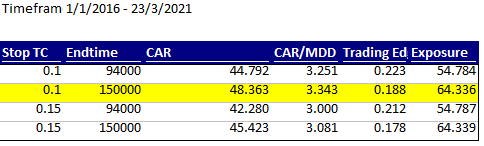 Timefram 1/1/2016 - 23/3/2021
Stop TC Endtime CAR CAR/MDD Trading Ed Exposure
0.1 94000 44.792 3.251 0.223 54.784
0.1 150000 48.363 3.343 0.188 64.336
0.15 94000 42.280 3.000 0.212 54.787
0.15 150000 45.423 3.081 0.178 64.339